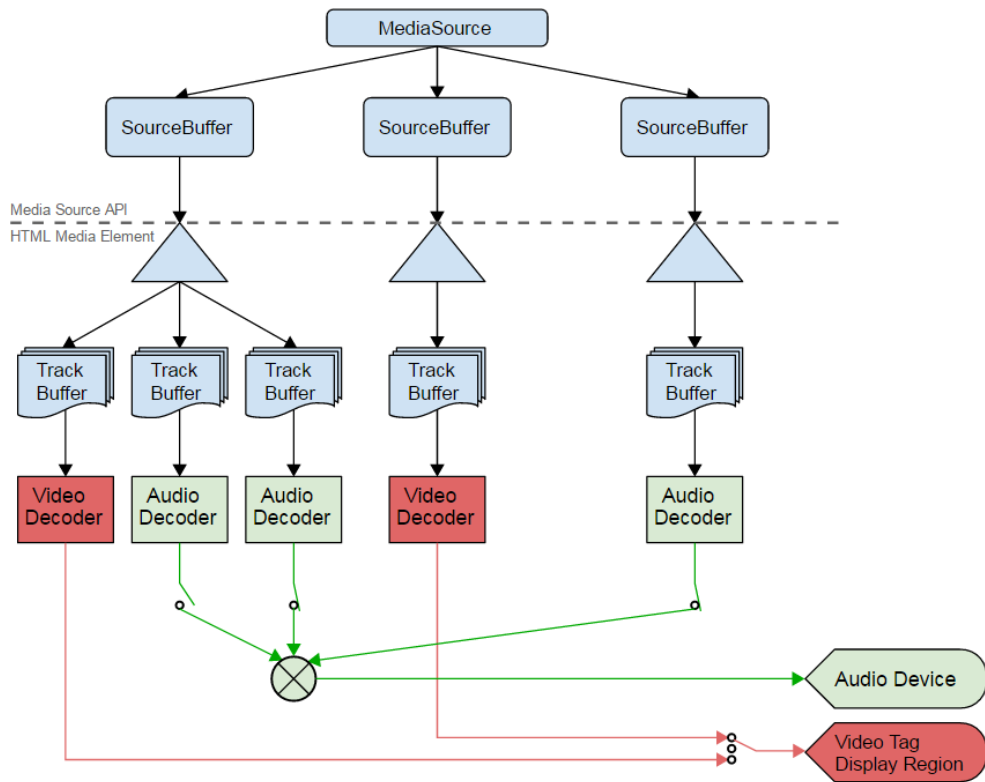 MediaSource
SourceBuffer
SourceBuffer
SourceBuffer
Media Source API
HTML Media Element
Track
Buffer
Track
Buffer
Track
Buffer
Track
Buffer
Track
Buffer
Video
Decoder
Audio
Decoder
Audio
Decoder
Video
Decoder
Audio
Decoder
Audio Device
Video Tag
Display Region